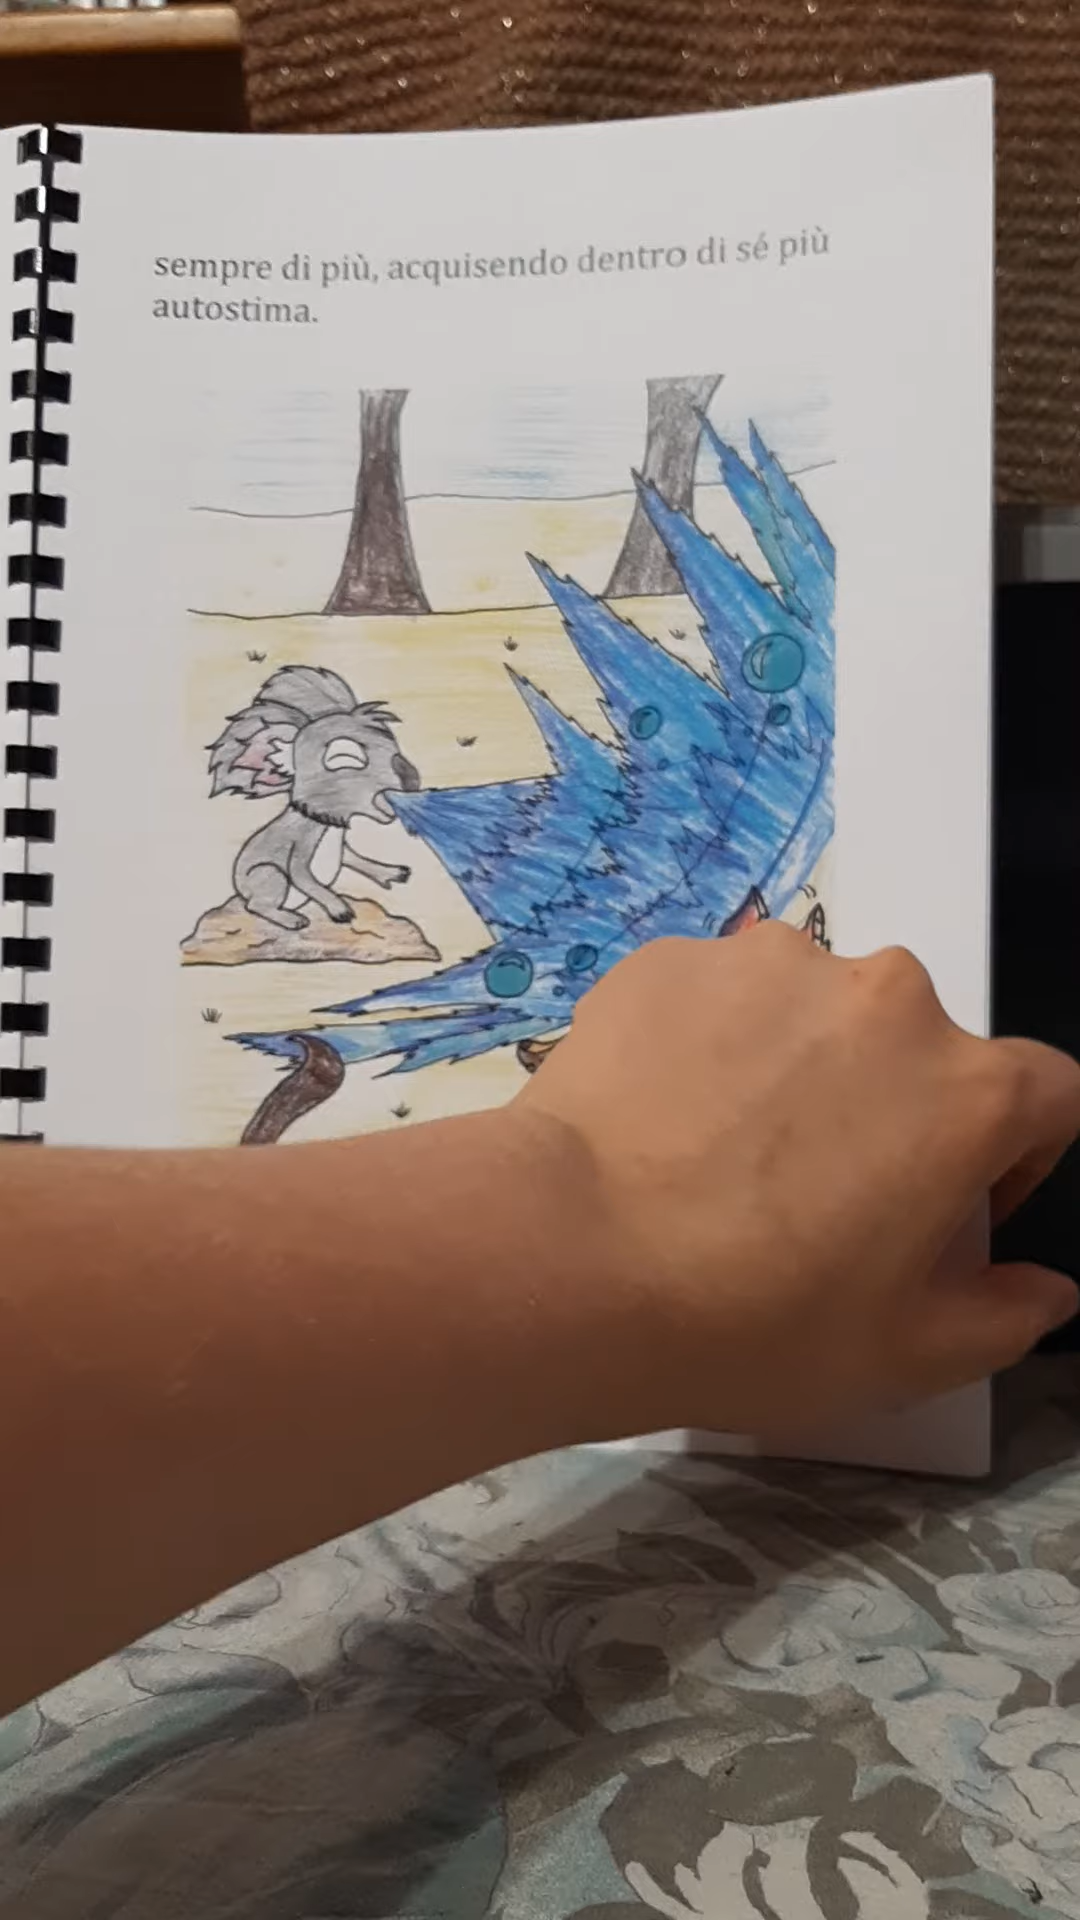 sempre di più, acquisendo dentro di sé più
autostima.